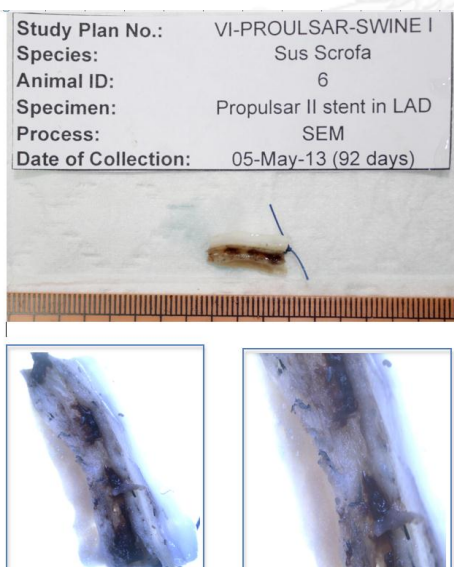 Study Plan No.: VI-PROULSAR-SWINE I
Species: Sus Scrofa
Animal ID: 6
Specimen: Propulsar II stent in LAD
Process: SEM
Date of Collection: 05-May-13 (92 days)